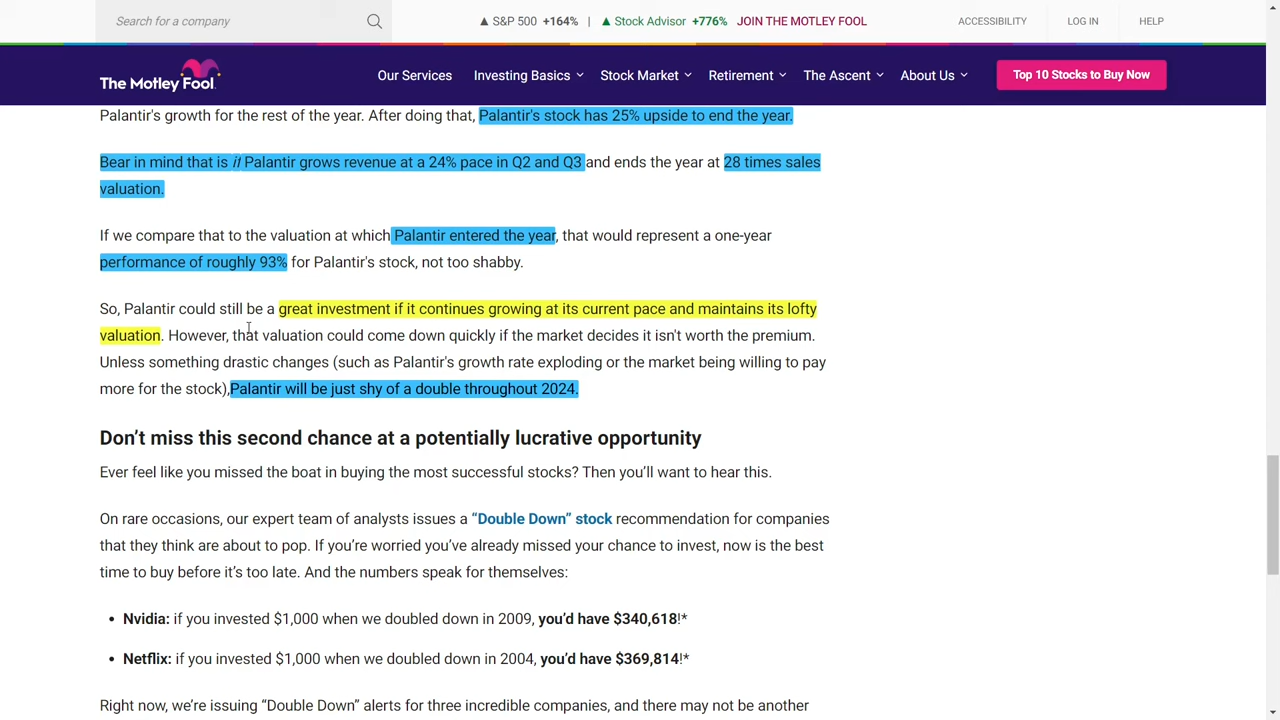 Search for a company
▲ S&P 500 +164% | ▲ Stock Advisor +776% JOIN THE MOTLEY FOOL
ACCESSIBILITY LOG IN HELP
The Motley Fool
Our Services Investing Basics Stock Market Retirement The Ascent About Us
Top 10 Stocks to Buy Now
Palantir's growth for the rest of the year. After doing that, Palantir's stock has 25% upside to end the year.
Bear in mind that is if Palantir grows revenue at a 24% pace in Q2 and Q3 and ends the year at 28 times sales
valuation.
If we compare that to the valuation at which Palantir entered the year, that would represent a one-year
performance of roughly 93% for Palantir's stock, not too shabby.
So, Palantir could still be a great investment if it continues growing at its current pace and maintains its lofty
valuation. However, that valuation could come down quickly if the market decides it isn't worth the premium.
Unless something drastic changes (such as Palantir's growth rate exploding or the market being willing to pay
more for the stock), Palantir will be just shy of a double throughout 2024.
Don’t miss this second chance at a potentially lucrative opportunity
Ever feel like you missed the boat in buying the most successful stocks? Then you’ll want to hear this.
On rare occasions, our expert team of analysts issues a “Double Down” stock recommendation for companies
that they think are about to pop. If you’re worried you’ve already missed your chance to invest, now is the best
time to buy before it’s too late. And the numbers speak for themselves:
• Nvidia: if you invested $1,000 when we doubled down in 2009, you’d have $340,618!*
• Netflix: if you invested $1,000 when we doubled down in 2004, you’d have $369,814!*
Right now, we’re issuing “Double Down” alerts for three incredible companies, and there may not be another